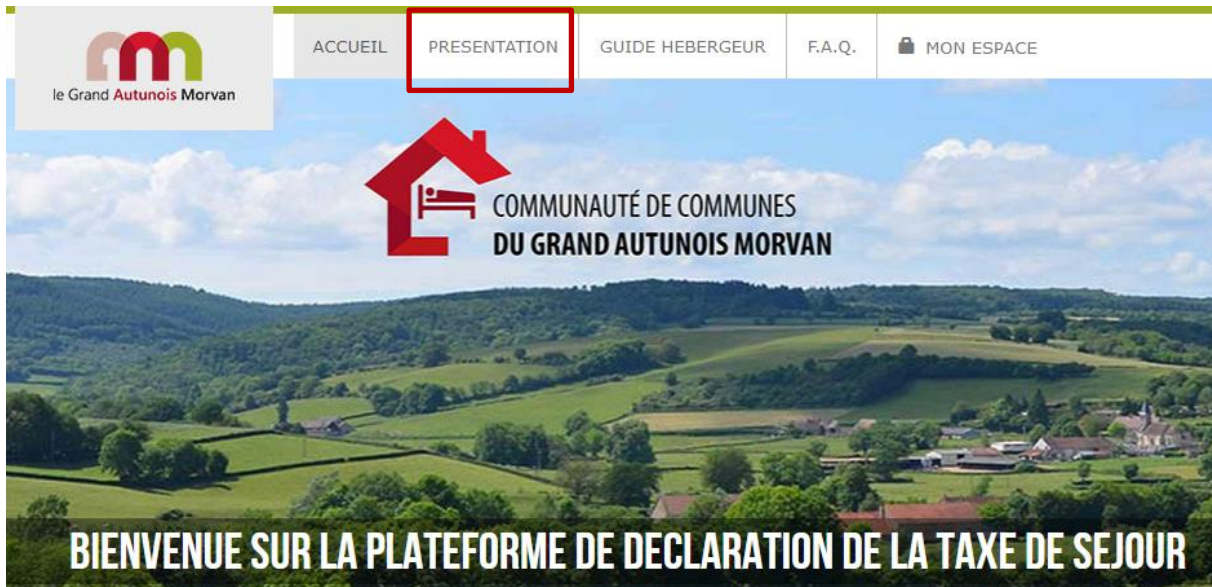 le Grand Autunois Morvan
ACCUEIL PRESENTATION GUIDE HEBERGEUR F.A.Q. MON ESPACE
COMMUNAUTÉ DE COMMUNES
DU GRAND AUTUNOIS MORVAN
BIENVENUE SUR LA PLATEFORME DE DECLARATION DE LA TAXE DE SEJOUR